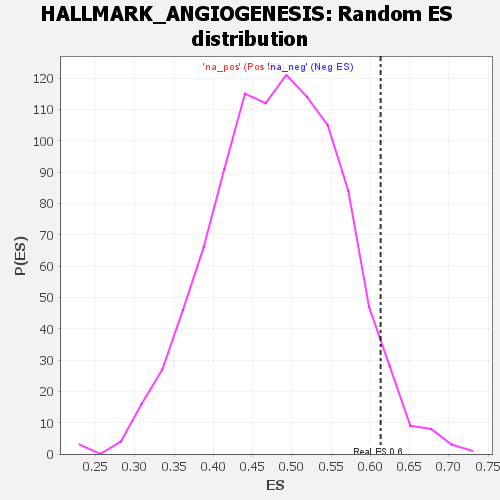 HALLMARK_ANGIOGENESIS: Random ES
distribution
'na_pos' (Pos 'na_neg' (Neg ES)
P(ES)
120
110
100
90
80
70
60
50
40
30
20
10
0
Real ES 0.6
0.25 0.30 0.35 0.40 0.45 0.50 0.55 0.60 0.65 0.70 0.75
ES